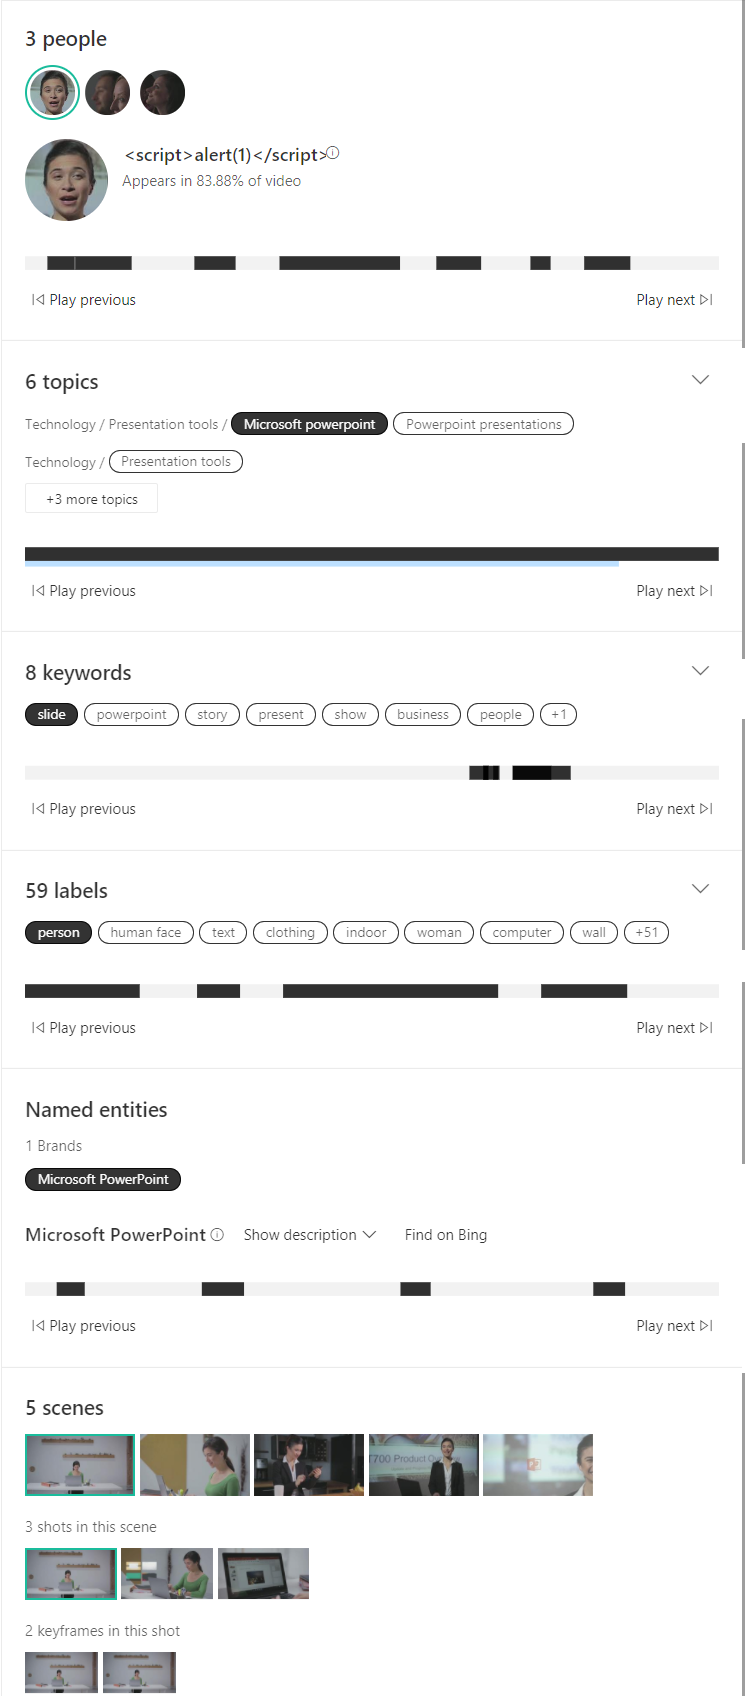 3 people
<script>alert(1)</script>
Appears in 83.88% of video
Play previous Play next
6 topics
Technology / Presentation tools / Microsoft powerpoint Powerpoint presentations
Technology / Presentation tools
+3 more topics
Play previous Play next
8 keywords
slide powerpoint story present show business people +1
Play previous Play next
59 labels
person human face text clothing indoor woman computer wall +51
Play previous Play next
Named entities
1 Brands
Microsoft PowerPoint
Microsoft PowerPoint Show description Find on Bing
Play previous Play next
5 scenes
T700 Product
3 shots in this scene
2 keyframes in this shot